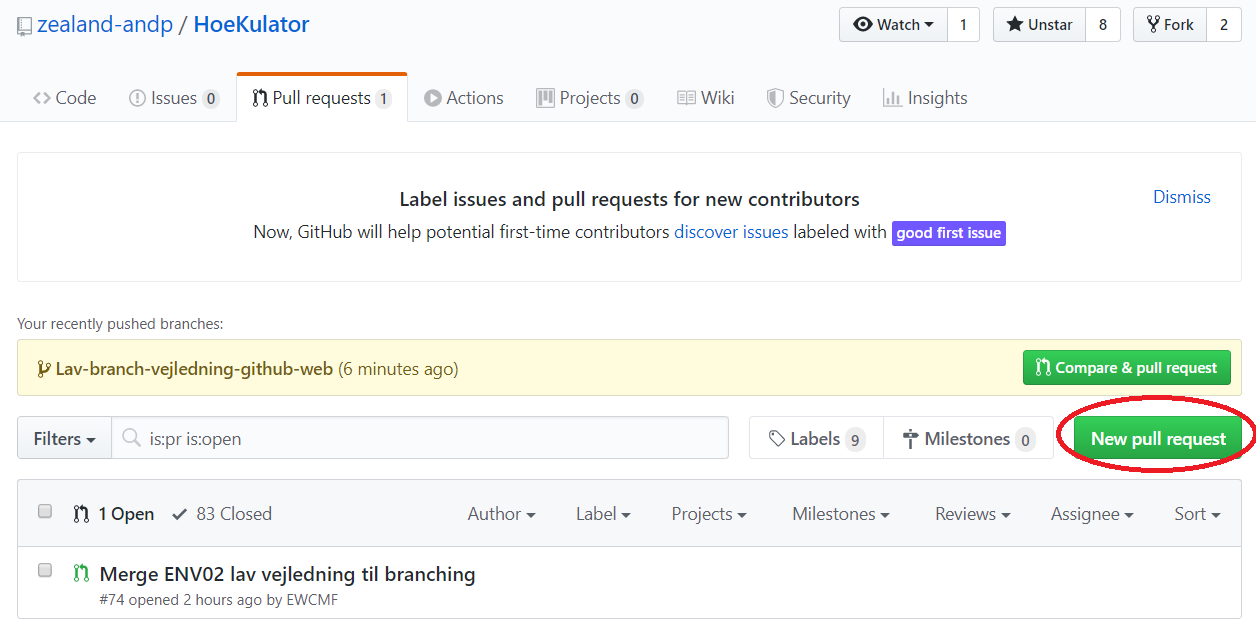 zealand-andp / HoeKulator Watch 1 Unstar 8 Fork 2
Code Issues 0 Pull requests 1 Actions Projects 0 Wiki Security Insights
Label issues and pull requests for new contributors
Dismiss
Now, GitHub will help potential first-time contributors discover issues labeled with good first issue
Your recently pushed branches:
Lav-branch-vejledning-github-web (6 minutes ago) Compare & pull request
Filters is:pr is:open Labels 9 Milestones 0 New pull request
1 Open 83 Closed Author Label Projects Milestones Reviews Assignee Sort
Merge ENV02 lav vejledning til branching
#74 opened 2 hours ago by EWCMF